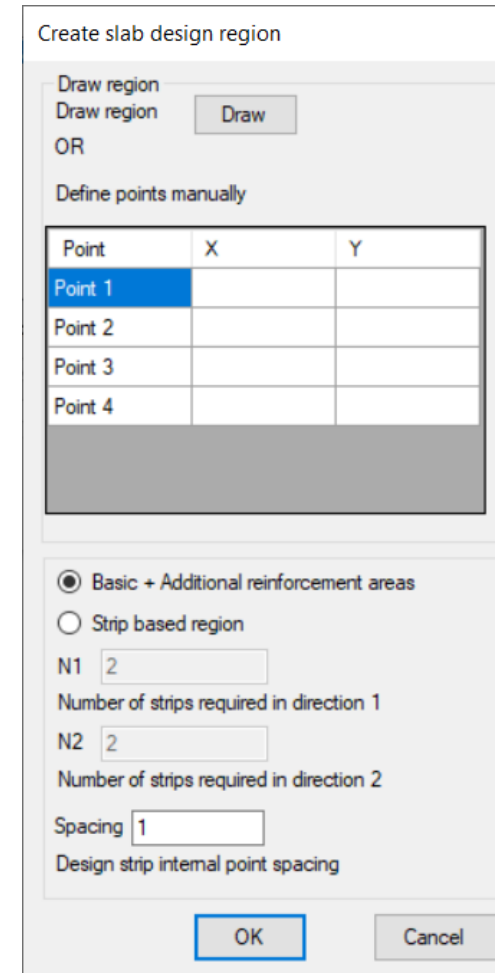 Create slab design region
Draw region
Draw region Draw
OR
Define points manually
Point X Y
Point 1
Point 2
Point 3
Point 4
Basic + Additional reinforcement areas
Strip based region
N1 2
Number of strips required in direction 1
N2 2
Number of strips required in direction 2
Spacing 1
Design strip internal point spacing
OK Cancel